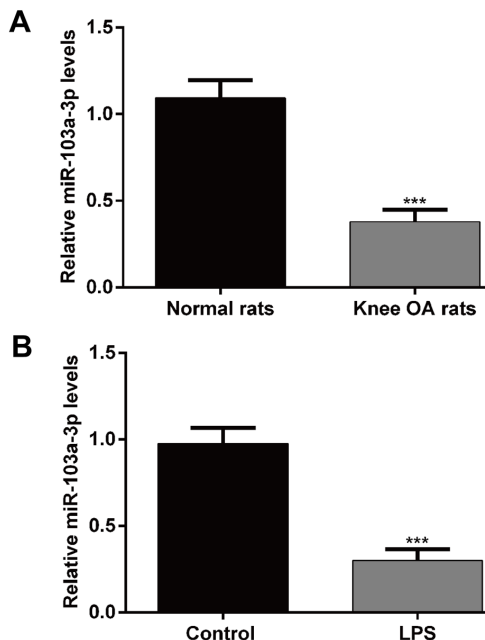 A
Relative miR-103a-3p levels
1.5
1.0
0.5
0.0
***
Normal rats
Knee OA rats
B
Relative miR-103a-3p levels
1.5
1.0
0.5
0.0
***
Control
LPS